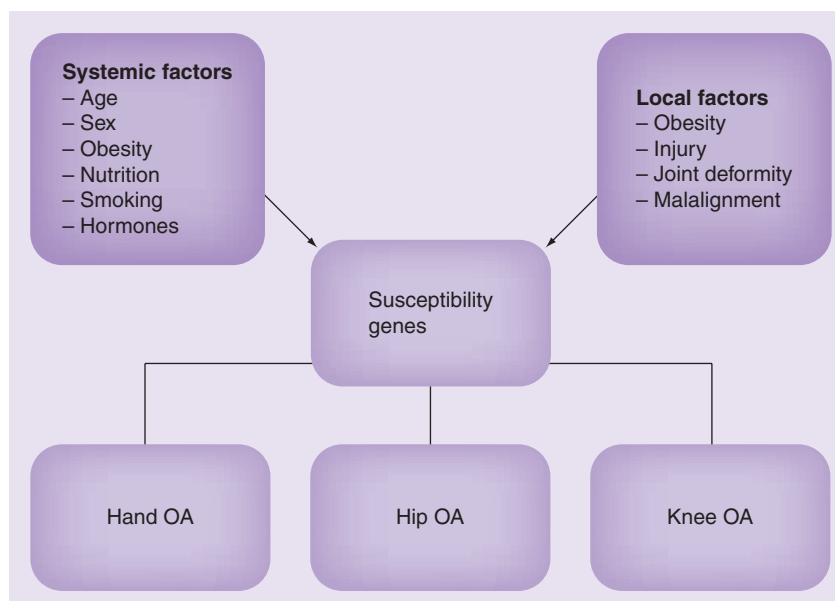 Systemic factors
– Age
– Sex
– Obesity
– Nutrition
– Smoking
– Hormones
Local factors
– Obesity
– Injury
– Joint deformity
– Malalignment
Susceptibility
genes
Hand OA
Hip OA
Knee OA